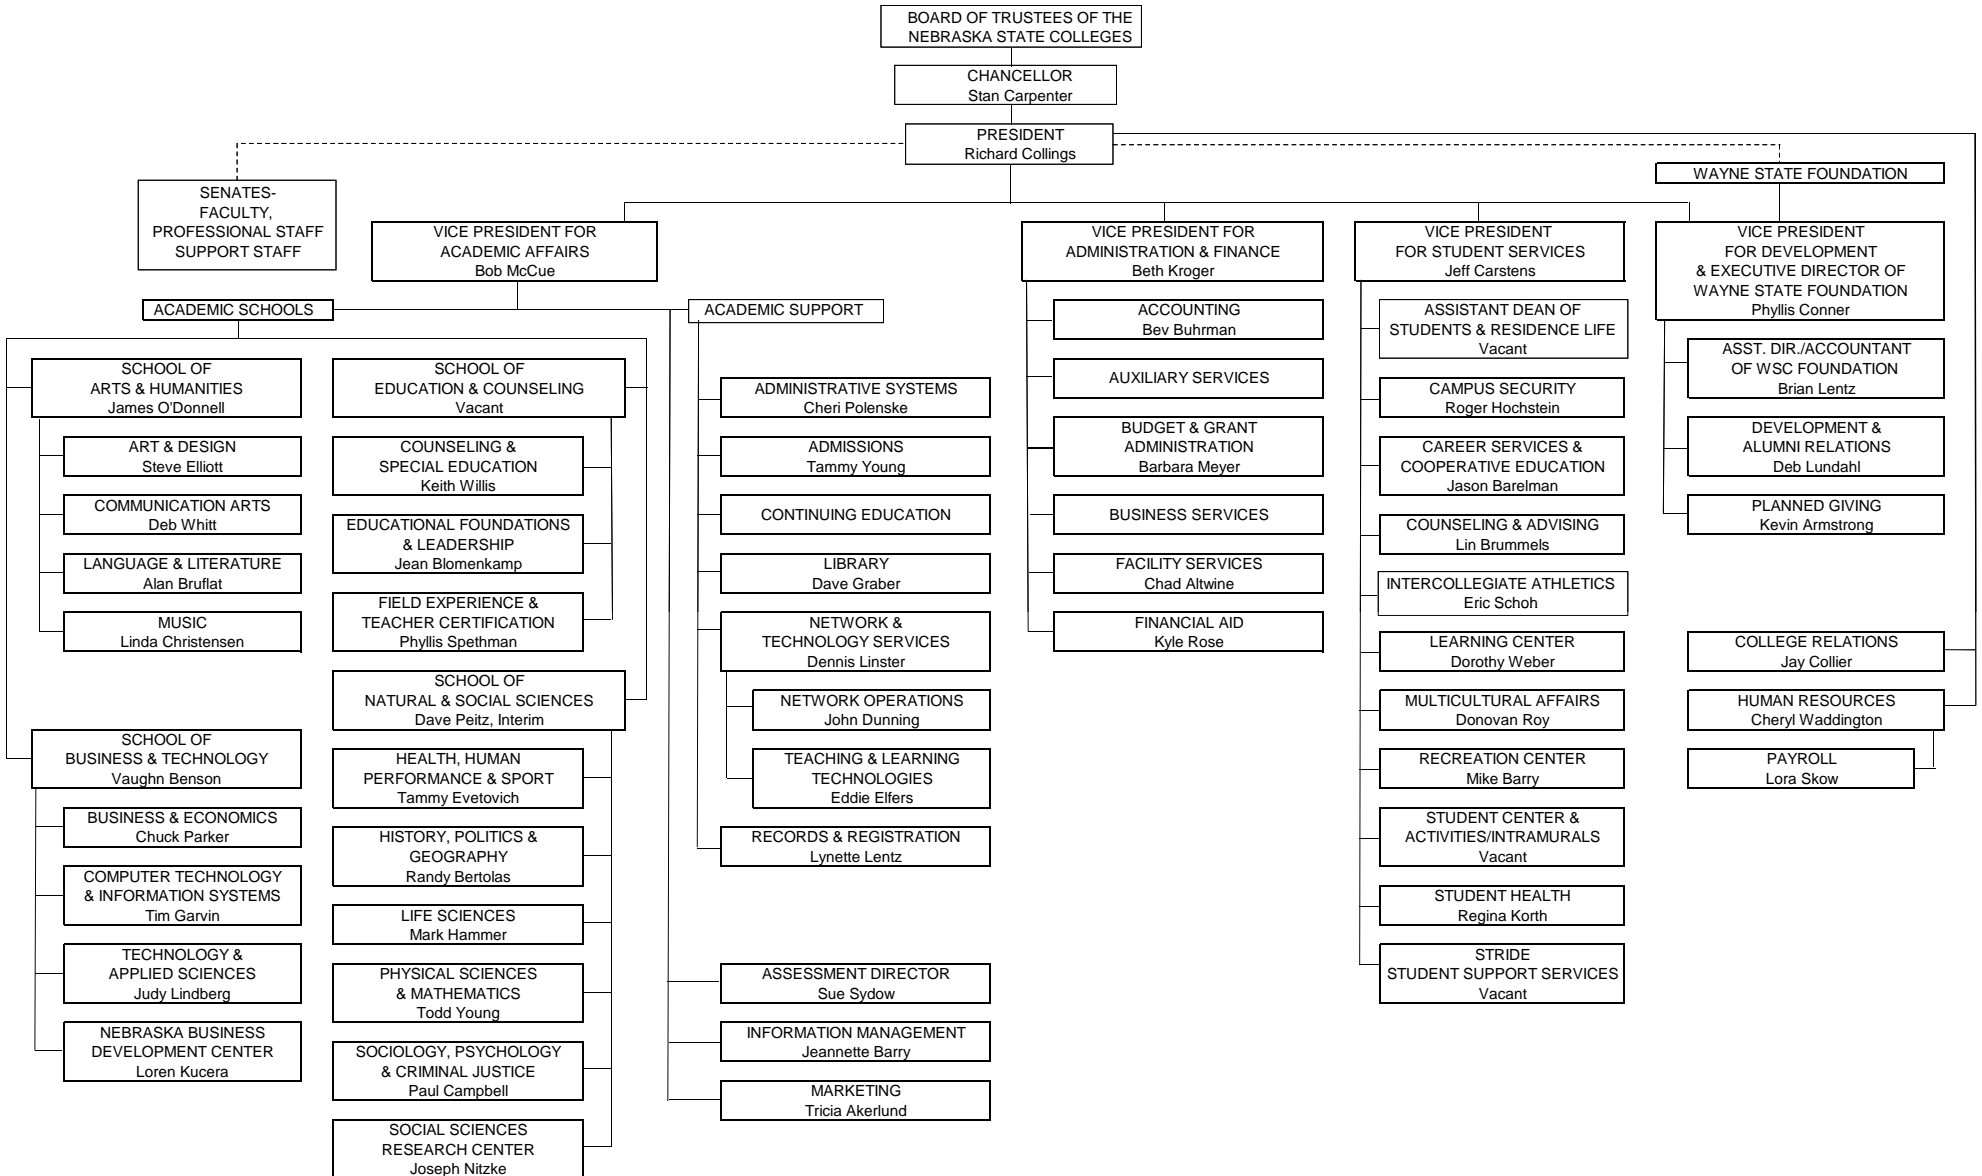 BOARD OF TRUSTEES OF THE
NEBRASKA STATE COLLEGES
CHANCELLOR
Stan Carpenter
PRESIDENT
Richard Collings
SENATES-
FACULTY,
PROFESSIONAL STAFF
SUPPORT STAFF
WAYNE STATE FOUNDATION
VICE PRESIDENT FOR
ACADEMIC AFFAIRS
Bob McCue
ACADEMIC SCHOOLS
SCHOOL OF
ARTS & HUMANITIES
James O'Donnell
ART & DESIGN
Steve Elliott
COMMUNICATION ARTS
Deb Whitt
LANGUAGE & LITERATURE
Alan Bruflat
MUSIC
Linda Christensen
SCHOOL OF
BUSINESS & TECHNOLOGY
Vaughn Benson
BUSINESS & ECONOMICS
Chuck Parker
COMPUTER TECHNOLOGY
& INFORMATION SYSTEMS
Tim Garvin
TECHNOLOGY &
APPLIED SCIENCES
Judy Lindberg
NEBRASKA BUSINESS
DEVELOPMENT CENTER
Loren Kucera
SCHOOL OF
EDUCATION & COUNSELING
Vacant
COUNSELING &
SPECIAL EDUCATION
Keith Willis
EDUCATIONAL FOUNDATIONS
& LEADERSHIP
Jean Blomenkamp
FIELD EXPERIENCE &
TEACHER CERTIFICATION
Phyllis Spethman
SCHOOL OF
NATURAL & SOCIAL SCIENCES
Dave Peitz, Interim
HEALTH, HUMAN
PERFORMANCE & SPORT
Tammy Evetovich
HISTORY, POLITICS &
GEOGRAPHY
Randy Bertolas
LIFE SCIENCES
Mark Hammer
PHYSICAL SCIENCES
& MATHEMATICS
Todd Young
SOCIOLOGY, PSYCHOLOGY
& CRIMINAL JUSTICE
Paul Campbell
SOCIAL SCIENCES
RESEARCH CENTER
Joseph Nitzke
ACADEMIC SUPPORT
ADMINISTRATIVE SYSTEMS
Cheri Polenske
ADMISSIONS
Tammy Young
CONTINUING EDUCATION
LIBRARY
Dave Graber
NETWORK &
TECHNOLOGY SERVICES
Dennis Linster
NETWORK OPERATIONS
John Dunning
TEACHING & LEARNING
TECHNOLOGIES
Eddie Elfers
RECORDS & REGISTRATION
Lynette Lentz
ASSESSMENT DIRECTOR
Sue Sydow
INFORMATION MANAGEMENT
Jeannette Barry
MARKETING
Tricia Akerlund
VICE PRESIDENT FOR
ADMINISTRATION & FINANCE
Beth Kroger
ACCOUNTING
Bev Buhrman
AUXILIARY SERVICES
BUDGET & GRANT
ADMINISTRATION
Barbara Meyer
BUSINESS SERVICES
FACILITY SERVICES
Chad Altwine
FINANCIAL AID
Kyle Rose
VICE PRESIDENT
FOR STUDENT SERVICES
Jeff Carstens
ASSISTANT DEAN OF
STUDENTS & RESIDENCE LIFE
Vacant
CAMPUS SECURITY
Roger Hochstein
CAREER SERVICES &
COOPERATIVE EDUCATION
Jason Barelman
COUNSELING & ADVISING
Lin Brummels
INTERCOLLEGIATE ATHLETICS
Eric Schoh
LEARNING CENTER
Dorothy Weber
MULTICULTURAL AFFAIRS
Donovan Roy
RECREATION CENTER
Mike Barry
STUDENT CENTER &
ACTIVITIES/INTRAMURALS
Vacant
STUDENT HEALTH
Regina Korth
STRIDE
STUDENT SUPPORT SERVICES
Vacant
VICE PRESIDENT
FOR DEVELOPMENT
& EXECUTIVE DIRECTOR OF
WAYNE STATE FOUNDATION
Phyllis Conner
ASST. DIR./ACCOUNTANT
OF WSC FOUNDATION
Brian Lentz
DEVELOPMENT &
ALUMNI RELATIONS
Deb Lundahl
PLANNED GIVING
Kevin Armstrong
COLLEGE RELATIONS
Jay Collier
HUMAN RESOURCES
Cheryl Waddington
PAYROLL
Lora Skow